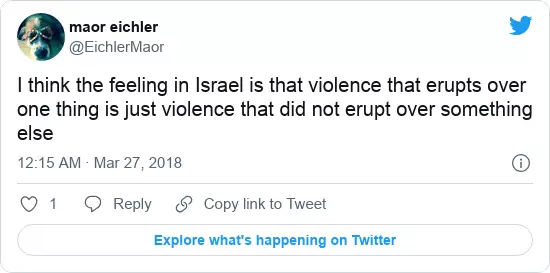 maor eichler
@EichlerMaor
I think the feeling in Israel is that violence that erupts over
one thing is just violence that did not erupt over something
else
12:15 AM · Mar 27, 2018
1 Reply Copy link to Tweet
Explore what's happening on Twitter